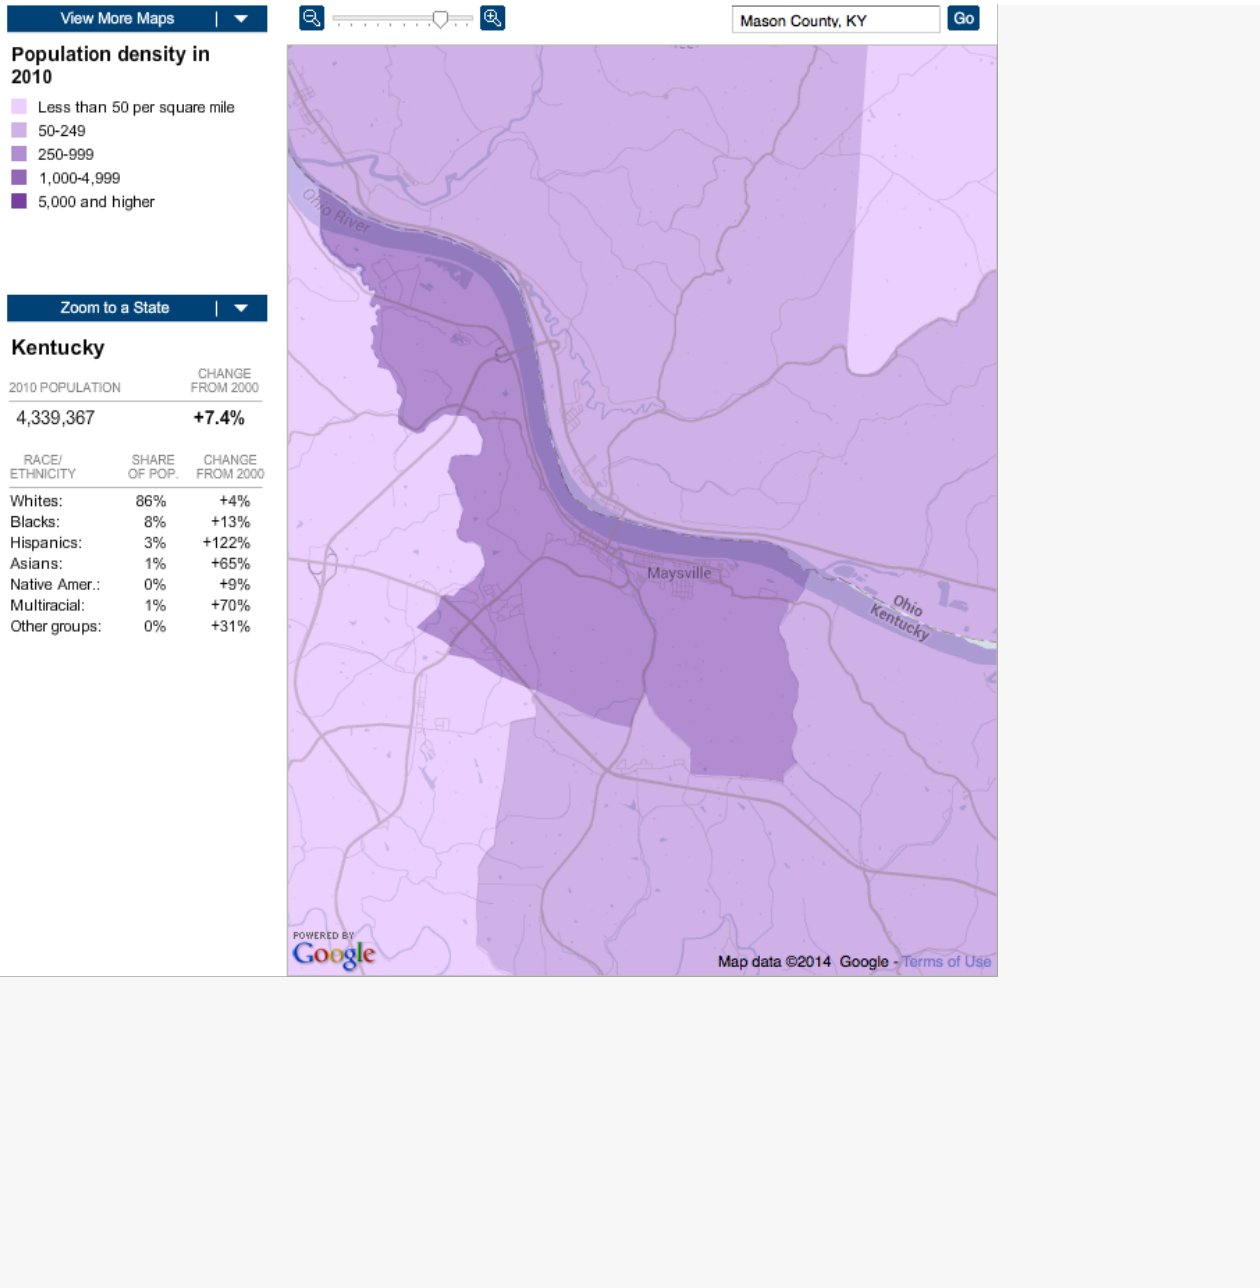 View More Maps
Mason County, KY
Go
Population density in
2010
Less than 50 per square mile
50-249
250-999
1,000-4,999
5,000 and higher
Zoom to a State
Kentucky
2010 POPULATION
CHANGE
FROM 2000
4,339,367
+7.4%
RACE/
ETHNICITY
SHARE
OF POP.
CHANGE
FROM 2000
Whites: 86% +4%
Blacks: 8% +13%
Hispanics: 3% +122%
Asians: 1% +65%
Native Amer.: 0% +9%
Multiracial: 1% +70%
Other groups: 0% +31%
Ohio River
Maysville
Ohio
Kentucky
POWERED BY
Google
Map data ©2014 Google - Terms of Use